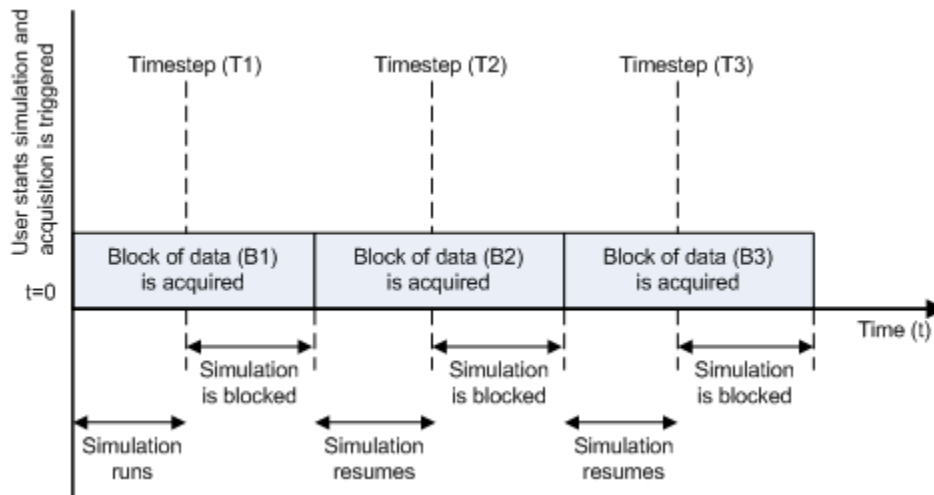 User starts simulation and
acquisition is triggered
Timestep (T1)
Timestep (T2)
Timestep (T3)
Block of data (B1)
is acquired
Block of data (B2)
is acquired
Block of data (B3)
is acquired
t=0
Time (t)
Simulation
is blocked
Simulation
is blocked
Simulation
is blocked
Simulation
runs
Simulation
resumes
Simulation
resumes